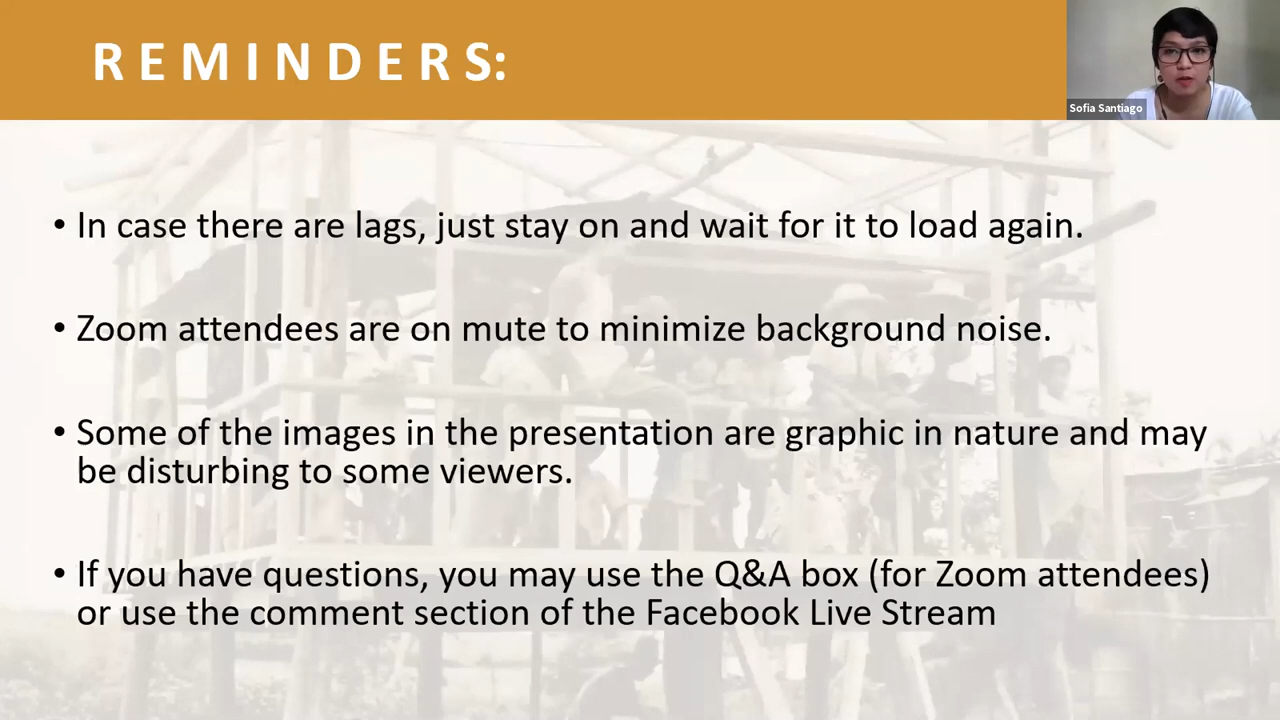 REMINDERS:
Sofia Santiago
• In case there are lags, just stay on and wait for it to load again.
• Zoom attendees are on mute to minimize background noise.
• Some of the images in the presentation are graphic in nature and may
be disturbing to some viewers.
• If you have questions, you may use the Q&A box (for Zoom attendees)
or use the comment section of the Facebook Live Stream